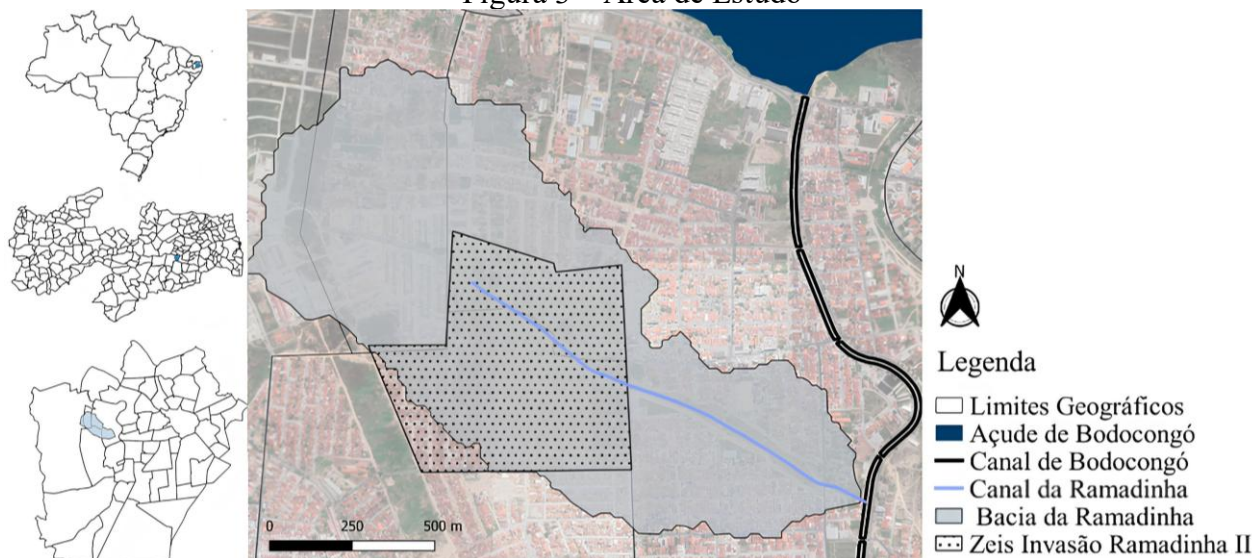 Figura 3 – Área de Estudo
N
Legenda
Limites Geográficos
Açude de Bodocongó
Canal de Bodocongó
Canal da Ramadinha
Bacia da Ramadinha
Zeis Invasão Ramadinha II
0 250 500 m